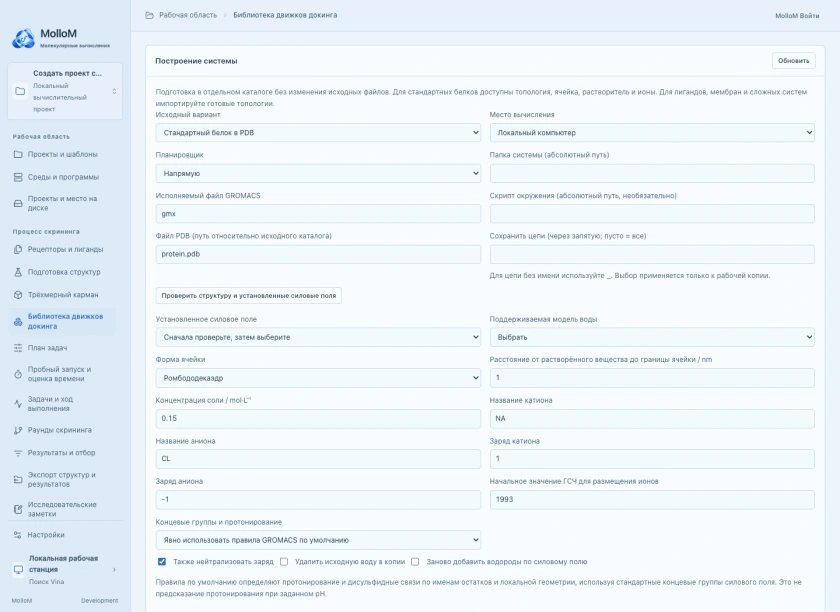 MolloM
Молекулярные вычисления
Создать проект с...
Локальный
вычислительный
проект
Рабочая область
Проекты и шаблоны
Среды и программы
Проекты и место на
диске
Процесс скрининга
Рецепторы и лиганды
Подготовка структур
Трёхмерный карман
Библиотека движков
докинга
План задач
Пробный запуск и
оценка времени
Задачи и ход
выполнения
Раунды скрининга
Результаты и отбор
Экспорт структур и
результатов
Исследовательские
заметки
Настройки
Локальная рабочая
станция
Поиск Vina
MolloM Development
Рабочая область › Библиотека движков докинга
MolloM Войти
Построение системы
Обновить
Подготовка в отдельном каталоге без изменения исходных файлов. Для стандартных белков доступны топология, ячейка, растворитель и ионы. Для лигандов, мембран и сложных систем
импортируйте готовые топологии.
Исходный вариант
Стандартный белок в PDB
Место вычисления
Локальный компьютер
Планировщик
Напрямую
Папка системы (абсолютный путь)
Исполняемый файл GROMACS
gmx
Скрипт окружения (абсолютный путь, необязательно)
Файл PDB (путь относительно исходного каталога)
protein.pdb
Сохранить цепи (через запятую; пусто = все)
Для цепи без имени используйте _. Выбор применяется только к рабочей копии.
Проверить структуру и установленные силовые поля
Установленное силовое поле
Сначала проверьте, затем выберите
Поддерживаемая модель воды
Выбрать
Форма ячейки
Ромбододекаэдр
Расстояние от растворённого вещества до границы ячейки / nm
1
Концентрация соли / mol·L⁻¹
0.15
Название катиона
NA
Название аниона
CL
Заряд катиона
1
Заряд аниона
-1
Начальное значение ГСЧ для размещения ионов
1993
Концевые группы и протонирование
Явно использовать правила GROMACS по умолчанию
Также нейтрализовать заряд
Удалить исходную воду в копии
Заново добавить водороды по силовому полю
Правила по умолчанию определяют протонирование и дисульфидные связи по именам остатков и локальной геометрии, используя стандартные концевые группы силового поля. Это не
предсказание протонирования при заданном pH.